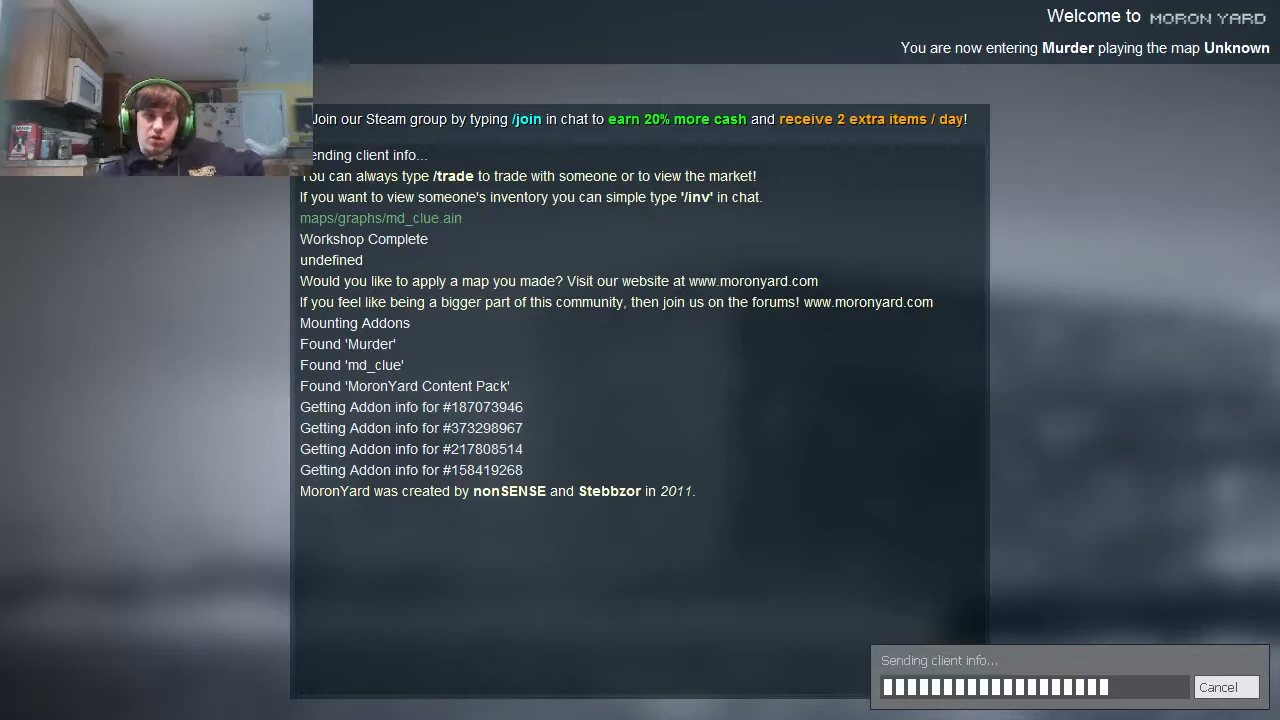 Welcome to MORON YARD
You are now entering Murder playing the map Unknown
Join our Steam group by typing /join in chat to earn 20% more cash and receive 2 extra items / day!
ending client info...
You can always type /trade to trade with someone or to view the market!
If you want to view someone's inventory you can simple type '/inv' in chat.
maps/graphs/md_clue.ain
Workshop Complete
undefined
Would you like to apply a map you made? Visit our website at www.moronyard.com
If you feel like being a bigger part of this community, then join us on the forums! www.moronyard.com
Mounting Addons
Found 'Murder'
Found 'md_clue'
Found 'MoronYard Content Pack'
Getting Addon info for #187073946
Getting Addon info for #373298967
Getting Addon info for #217808514
Getting Addon info for #158419268
MoronYard was created by nonSENSE and Stebbzor in 2011.
Sending client info...
Cancel